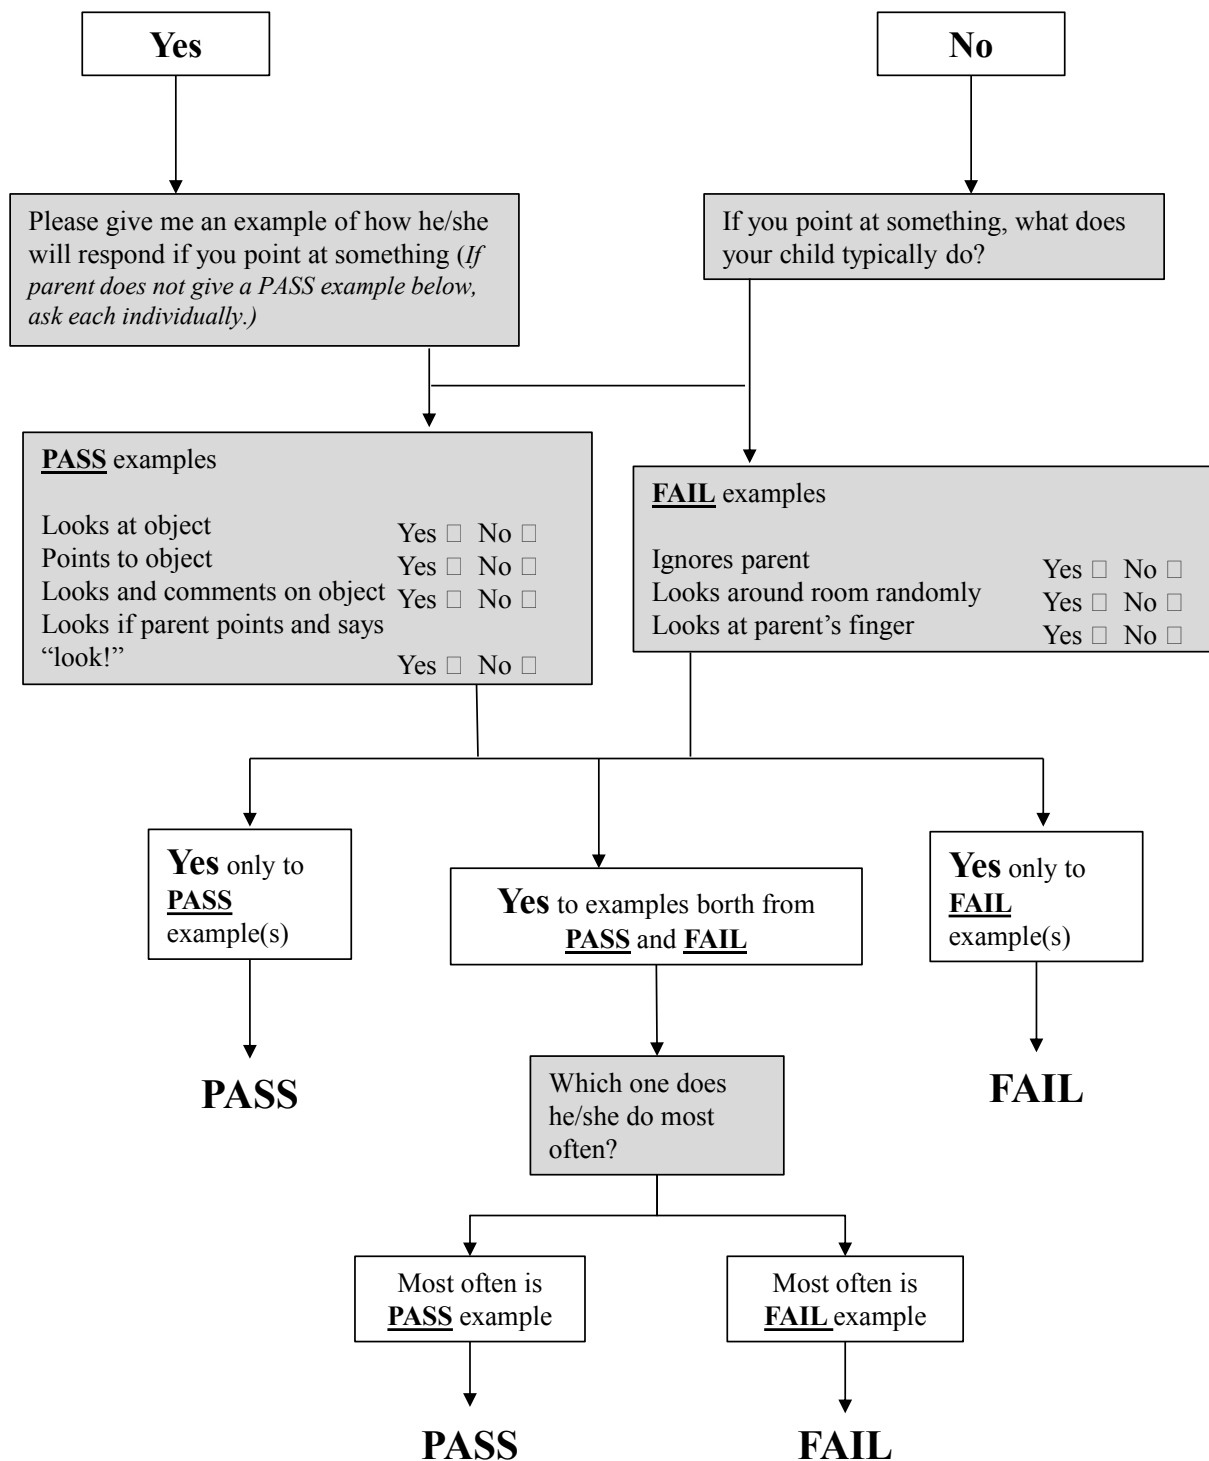 Yes
No
Please give me an example of how he/she
will respond if you point at something (If
parent does not give a PASS example below,
ask each individually.)
If you point at something, what does
your child typically do?
PASS examples
Looks at object Yes □ No □
Points to object Yes □ No □
Looks and comments on object Yes □ No □
Looks if parent points and says
“look!” Yes □ No □
FAIL examples
Ignores parent Yes □ No □
Looks around room randomly Yes □ No □
Looks at parent’s finger Yes □ No □
Yes only to
PASS
example(s)
Yes to examples borth from
PASS and FAIL
Yes only to
FAIL
example(s)
PASS
Which one does
he/she do most
often?
FAIL
Most often is
PASS example
Most often is
FAIL example
PASS
FAIL